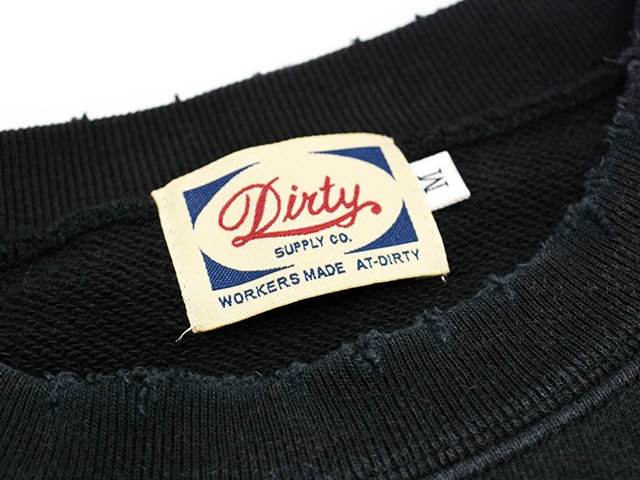 Dirty
SUPPLY CO.
WORKERS MADE AT-DIRTY
M